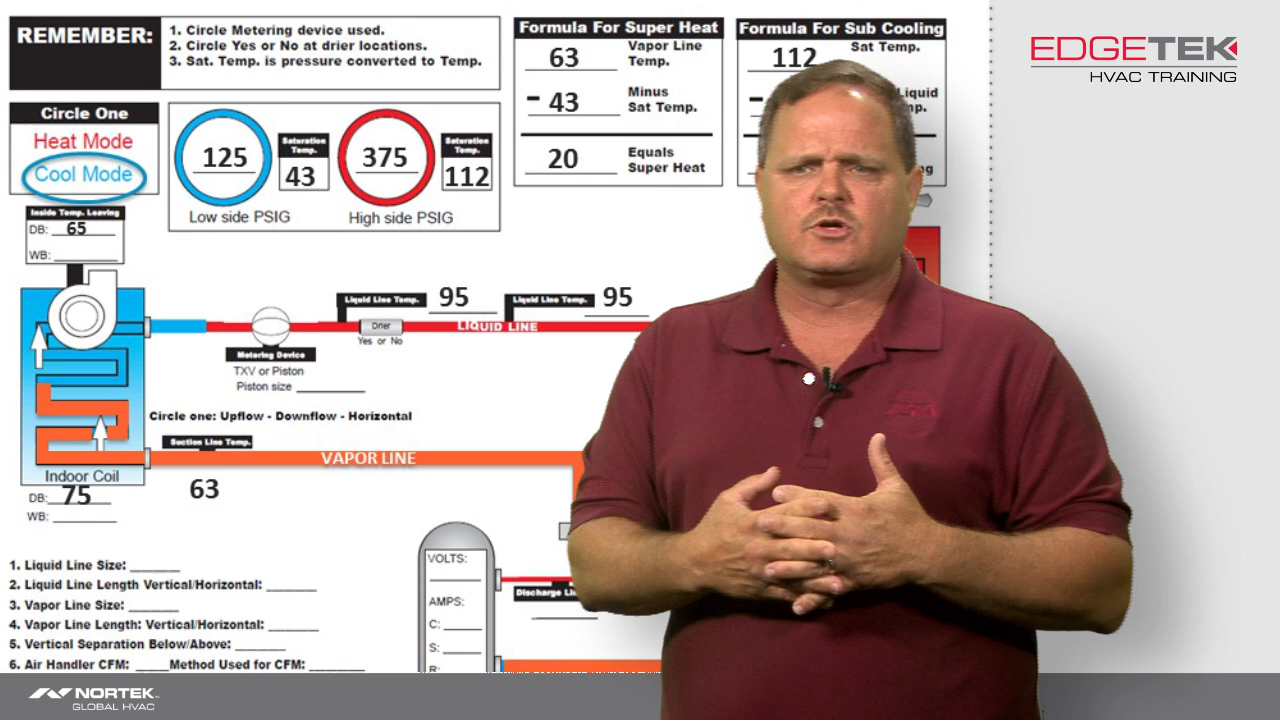 REMEMBER:
1. Circle Metering device used.
2. Circle Yes or No at drier locations.
3. Sat. Temp. is pressure converted to Temp.
Formula For Super Heat
63 Vapor Line Temp.
- 43 Minus Sat Temp.
20 Equals Super Heat
Formula For Sub Cooling
112 Sat Temp.
- Liquid
EDGETEK
HVAC TRAINING
Circle One
Heat Mode
Cool Mode
125
Saturation Temp.
43
375
Saturation Temp.
112
Low side PSIG
High side PSIG
Inside Temp. Leaving
DB: 65
WB:
Liquid Line Temp. 95
Liquid Line Temp. 95
Drier
LIQUID LINE
Yes or No
Metering Device
TXV or Piston
Piston size
Circle one: Upflow - Downflow - Horizontal
Suction Line Temp.
VAPOR LINE
63
Indoor Coil
DB: 75
WB:
1. Liquid Line Size:
2. Liquid Line Length Vertical/Horizontal:
3. Vapor Line Size:
4. Vapor Line Length: Vertical/Horizontal:
5. Vertical Separation Below/Above:
6. Air Handler CFM: Method Used for CFM:
VOLTS:
AMPS:
C:
S:
R:
Discharge
NORTEK
GLOBAL HVAC